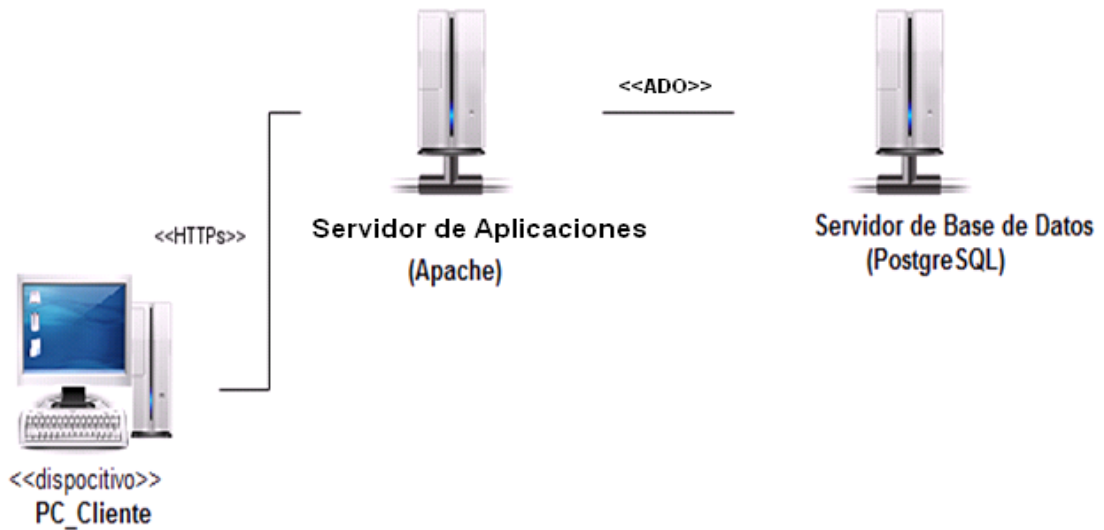 <<ADO>>
<<HTTPs>>
Servidor de Aplicaciones
(Apache)
Servidor de Base de Datos
(PostgreSQL)
<<dispocitivo>>
PC_Cliente